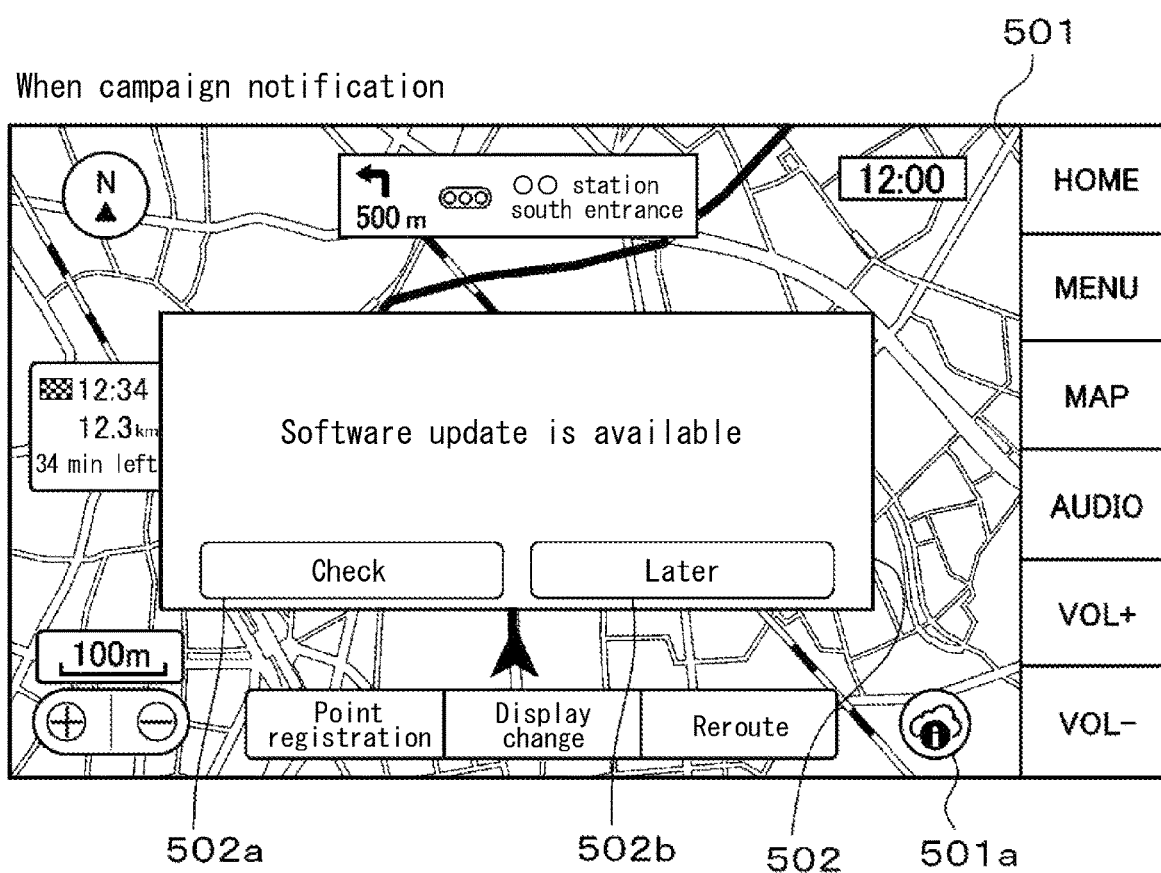 501
When campaign notification
N
500 m
○○ station
south entrance
12:00
HOME
MENU
MAP
AUDIO
VOL+
VOL-
12:34
12.3km
34 min left
Software update is available
Check
Later
100m
Point
registration
Display
change
Reroute
502a
502b
502
501a